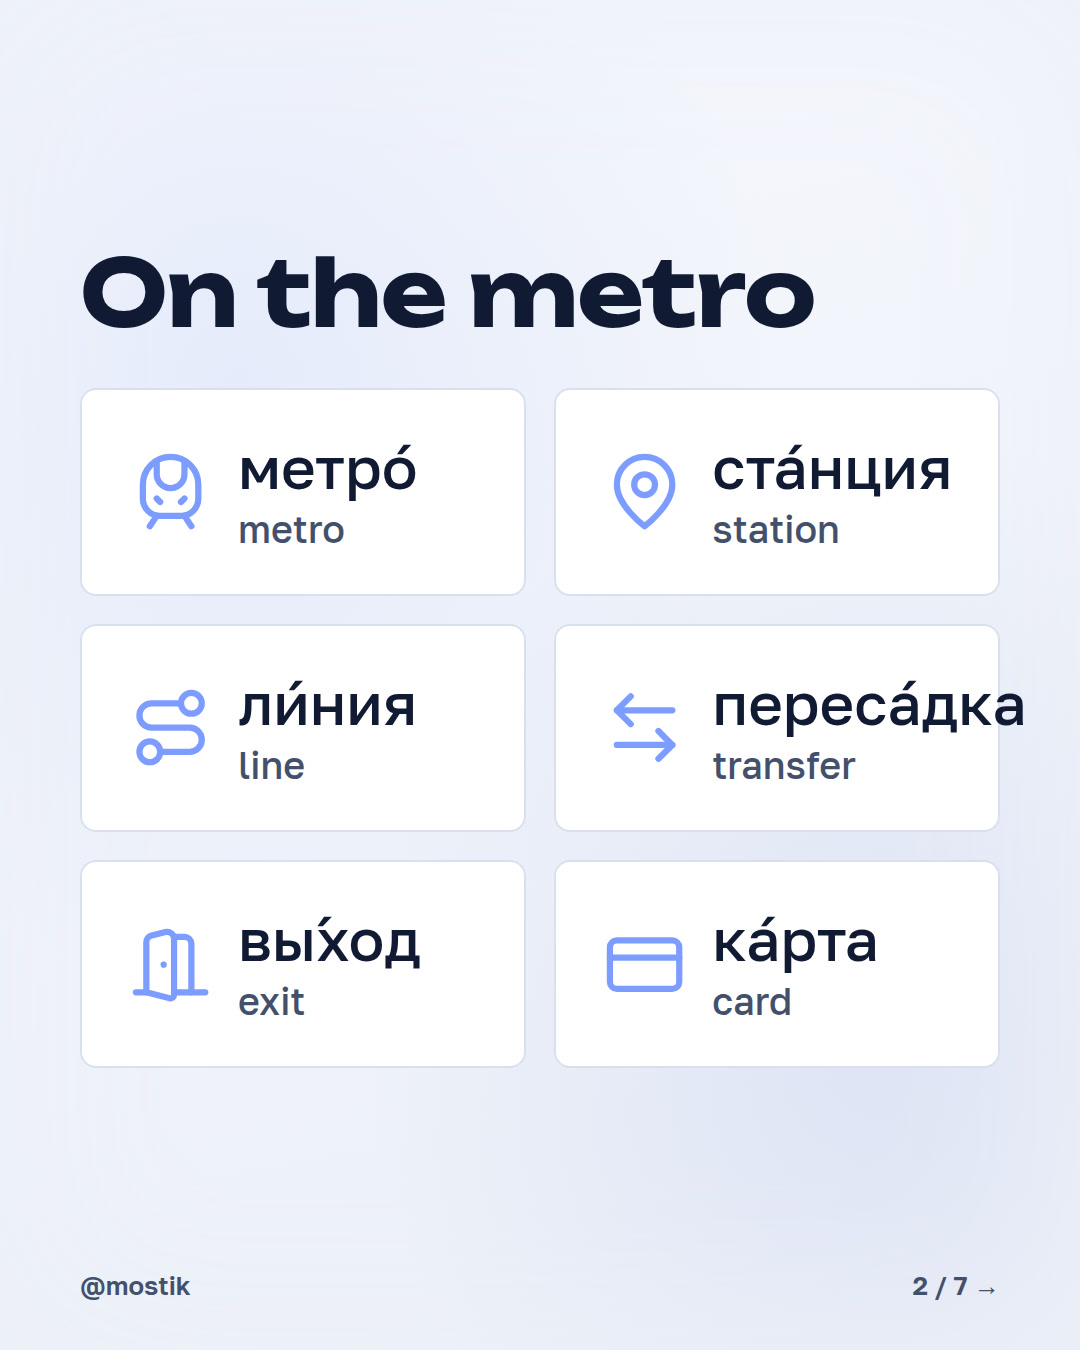 On the metro
метро́
metro
ста́нция
station
ли́ния
line
переса́дка
transfer
вы́ход
exit
ка́рта
card
@mostik
2 / 7 →